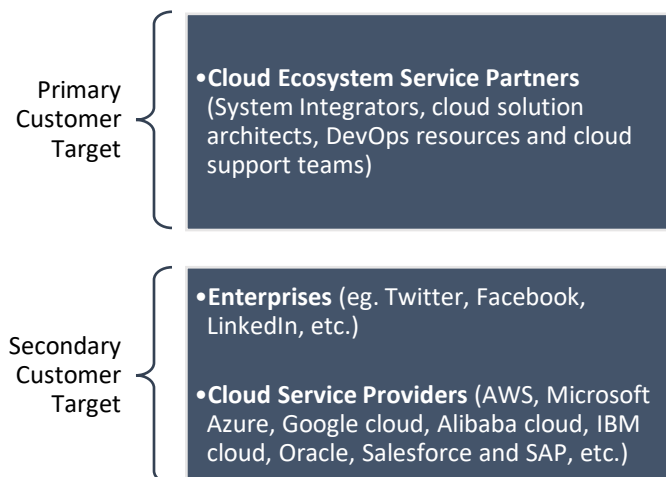 Primary
Customer
Target
•Cloud Ecosystem Service Partners
(System Integrators, cloud solution
architects, DevOps resources and cloud
support teams)
Secondary
Customer
Target
•Enterprises (eg. Twitter, Facebook,
LinkedIn, etc.)
•Cloud Service Providers (AWS, Microsoft
Azure, Google cloud, Alibaba cloud, IBM
cloud, Oracle, Salesforce and SAP, etc.)